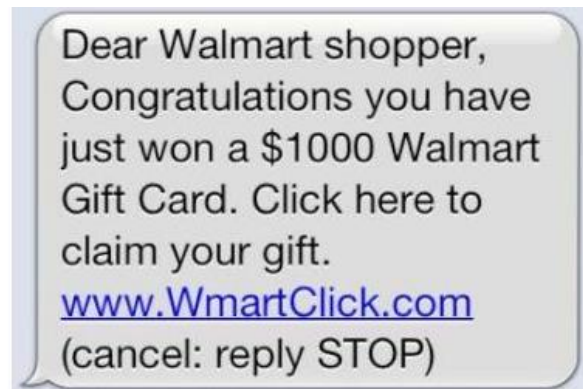 Dear Walmart shopper,
Congratulations you have
just won a $1000 Walmart
Gift Card. Click here to
claim your gift.
www.WmartClick.com
(cancel: reply STOP)